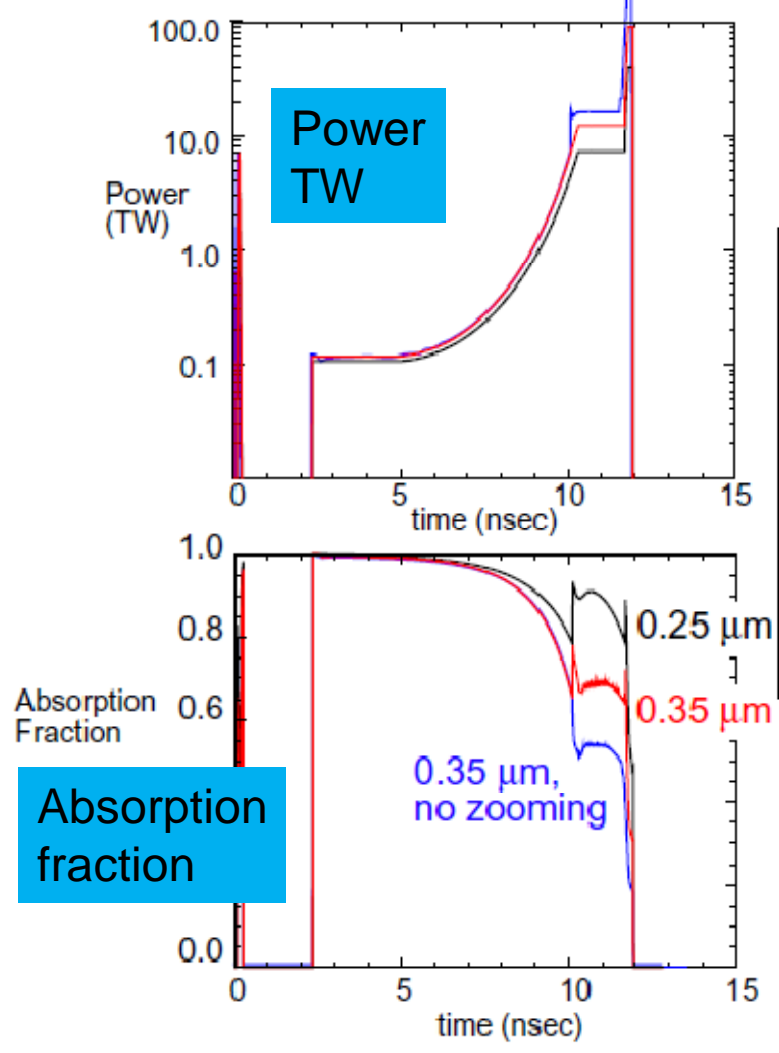 100.0
Power
TW
10.0
Power
(TW)
1.0
0.1
0
5
10
15
time (nsec)
1.0
0.8
0.25 μm
Absorption
Fraction
0.6
0.35 μm
0.35 μm,
no zooming
Absorption
fraction
0.0
0
5
10
15
time (nsec)